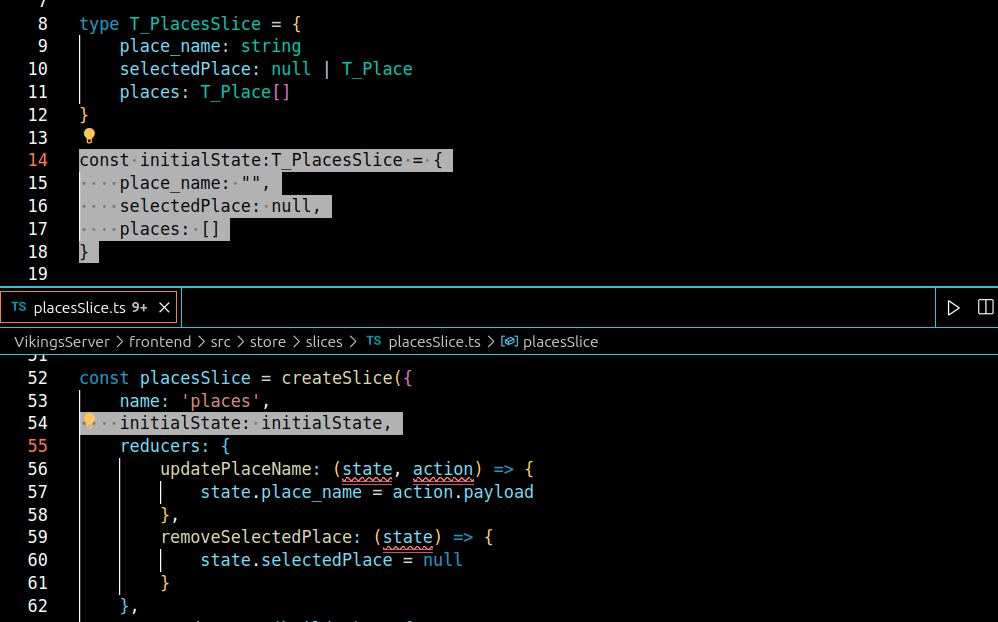 8 type T_PlacesSlice = {
9 place_name: string
10 selectedPlace: null | T_Place
11 places: T_Place[]
12 }
13
14 const initialState:T_PlacesSlice = {
15 place_name: "",
16 selectedPlace: null,
17 places: []
18 }
19
TS placesSlice.ts 9+ ×
VikingsServer > frontend > src > store > slices > TS placesSlice.ts > placesSlice
51
52 const placesSlice = createSlice({
53 name: 'places',
54 initialState: initialState,
55 reducers: {
56 updatePlaceName: (state, action) => {
57 state.place_name = action.payload
58 },
59 removeSelectedPlace: (state) => {
60 state.selectedPlace = null
61 }
62 },